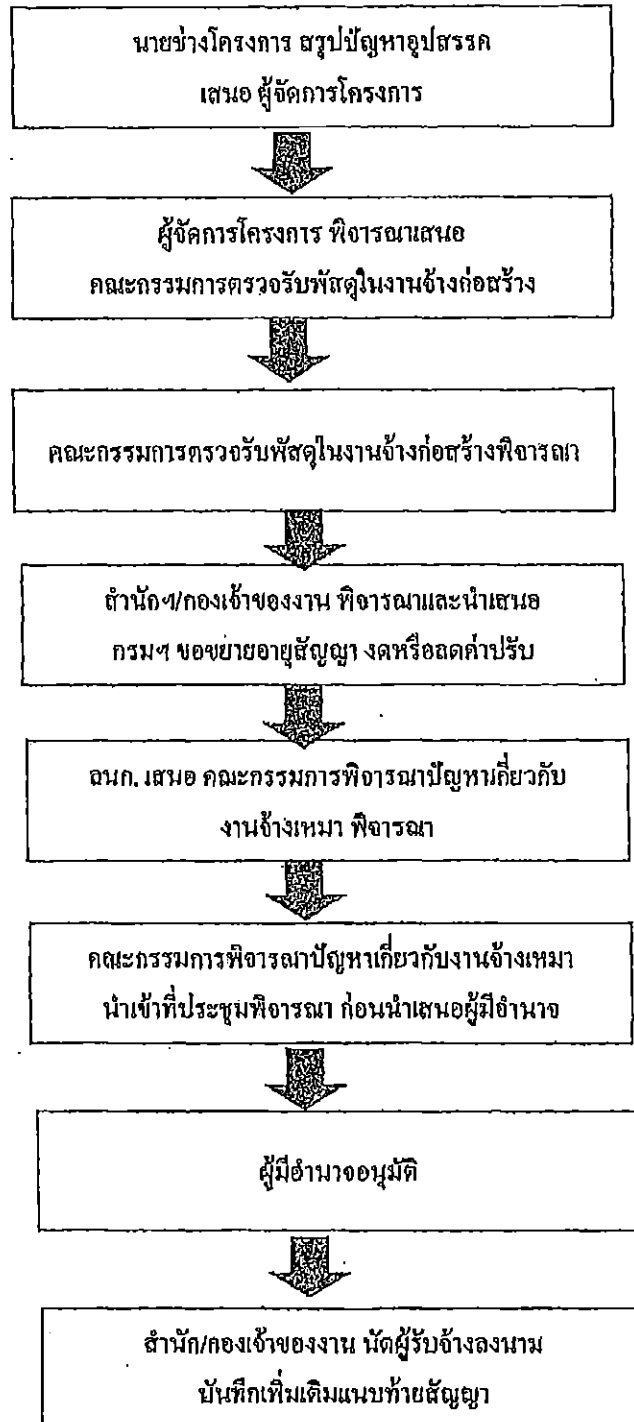 นายช่างโครงการ สรุปปัญหาอุปสรรค
เสนอ ผู้จัดการโครงการ
ผู้จัดการโครงการ พิจารณาเสนอ
คณะกรรมการตรวจรับพัสดุในงานจ้างก่อสร้าง
คณะกรรมการตรวจรับพัสดุในงานจ้างก่อสร้างพิจารณา
สำนักฯ/กองเจ้าของงาน พิจารณาและนำเสนอ
กรมฯ ขอขยายอายุสัญญา งดหรือลดค่าปรับ
ลนก. เสนอ คณะกรรมการพิจารณาปัญหาเกี่ยวกับ
งานจ้างเหมา พิจารณา
คณะกรรมการพิจารณาปัญหาเกี่ยวกับงานจ้างเหมา
นำเข้าที่ประชุมพิจารณา ก่อนนำเสนอผู้มีอำนาจ
ผู้มีอำนาจอนุมัติ
สำนัก/กองเจ้าของงาน นัดผู้รับจ้างลงนาม
บันทึกเพิ่มเติมแนบท้ายสัญญา